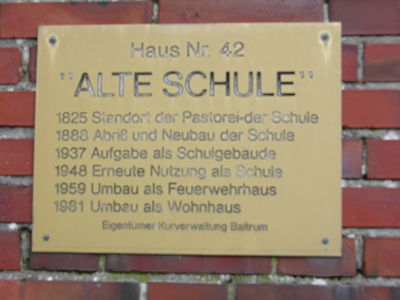 Haus Nr. 42
"ALTE SCHULE"
1825 Standort der Pastorei-der Schule
1888 Abriß und Neubau der Schule
1937 Aufgabe als Schulgebäude
1948 Erneute Nutzung als Schule
1959 Umbau als Feuerwehrhaus
1981 Umbau als Wohnhaus
Eigentümer Kurverwaltung Baltrum